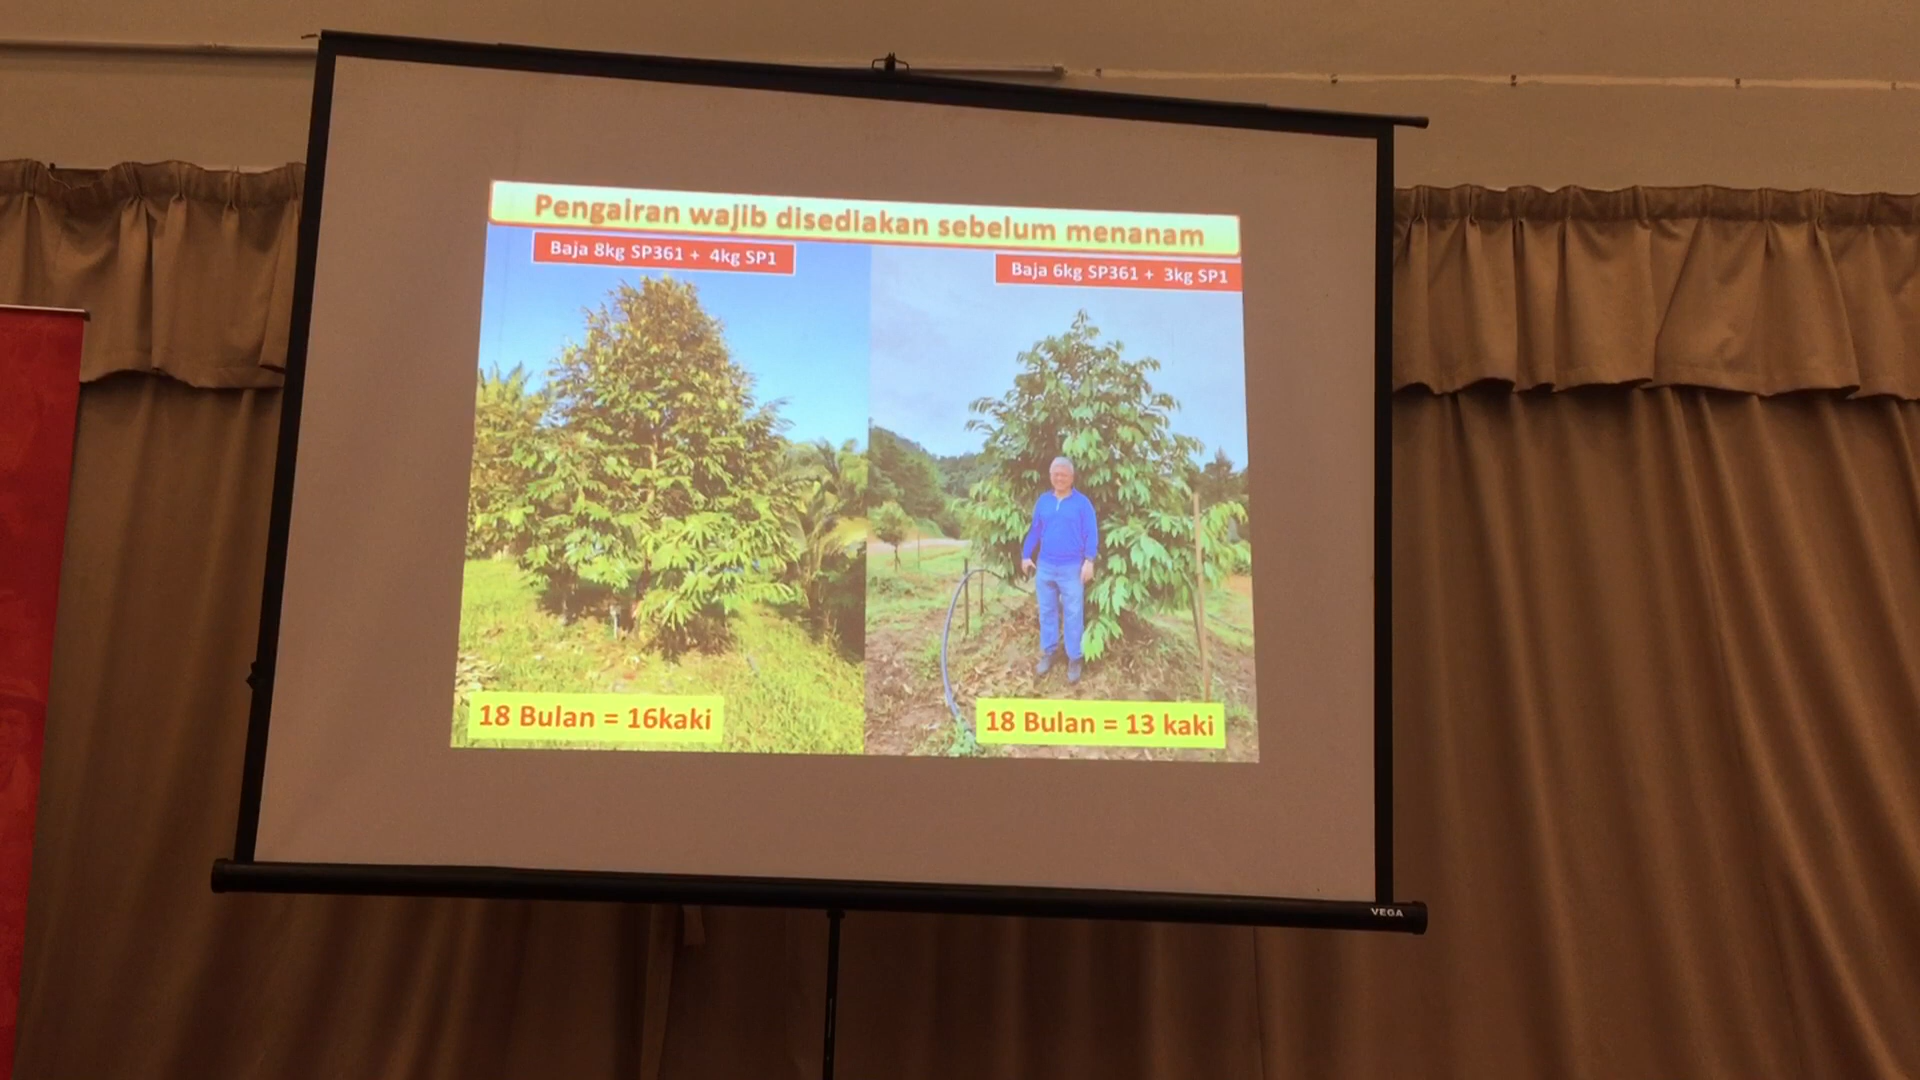 Pengairan wajib disediakan sebelum menanam
Baja 8kg SP361 + 4kg SP1
Baja 6kg SP361 + 3kg SP1
18 Bulan = 16kaki
18 Bulan = 13 kaki
VEGA